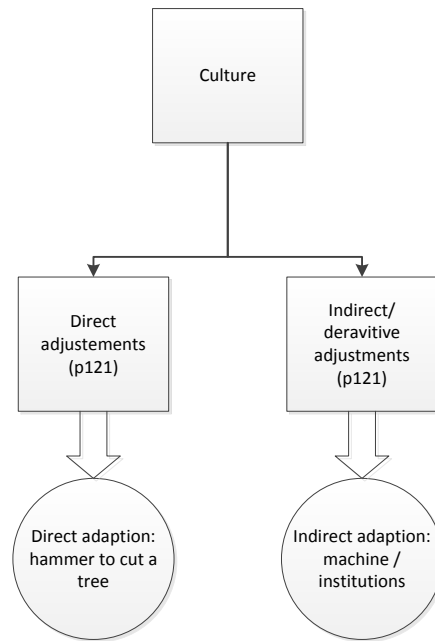 Culture
Direct
adjustements
(p121)
Indirect/
deravitive
adjustments
(p121)
Direct adaption:
hammer to cut a
tree
Indirect adaption:
machine /
institutions